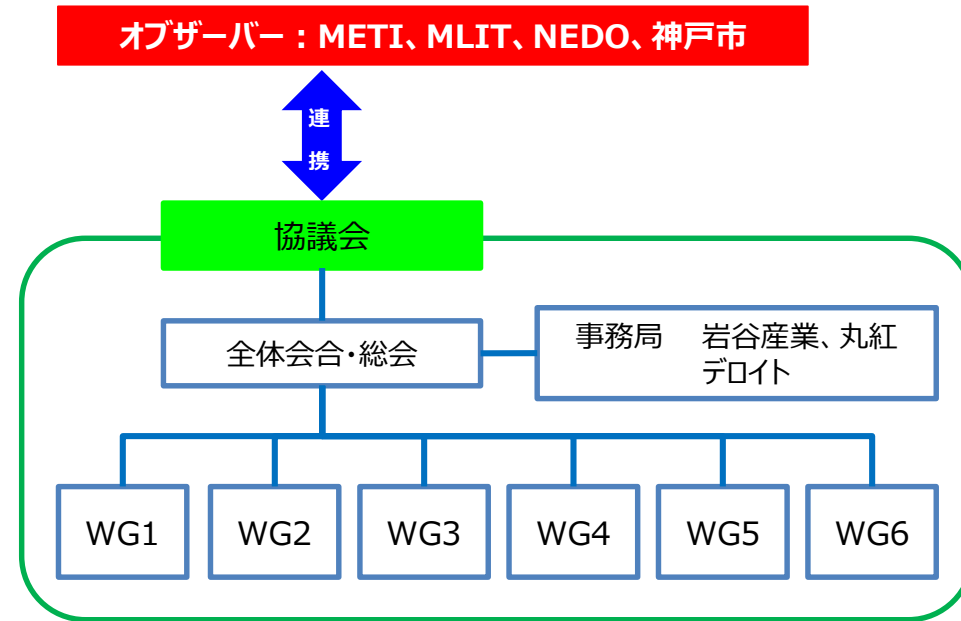 オブザーバー：METI、MLIT、NEDO、神戸市
連
携
協議会
全体会合・総会
事務局　岩谷産業、丸紅
デロイト
WG1
WG2
WG3
WG4
WG5
WG6